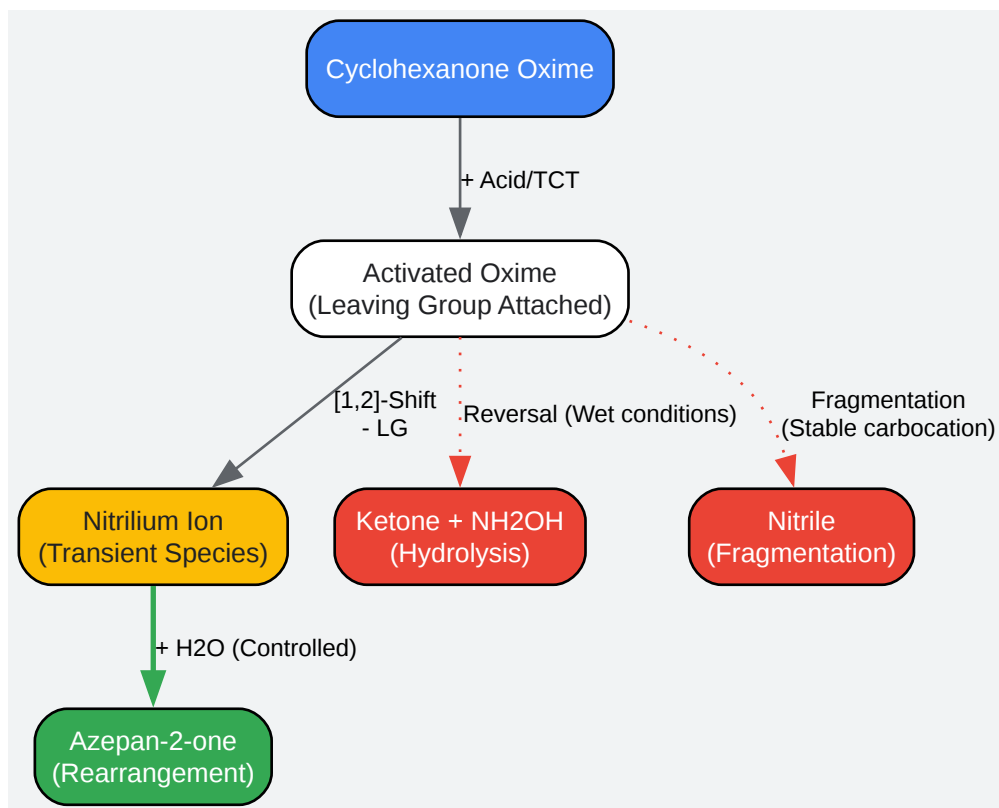 Cyclohexanone Oxime
+ Acid/TCT
Activated Oxime
(Leaving Group Attached)
[1,2]-Shift
- LG
Reversal (Wet conditions)
Fragmentation
(Stable carbocation)
Nitrilium Ion
(Transient Species)
Ketone + NH2OH
(Hydrolysis)
Nitrile
(Fragmentation)
+ H2O (Controlled)
Azepan-2-one
(Rearrangement)